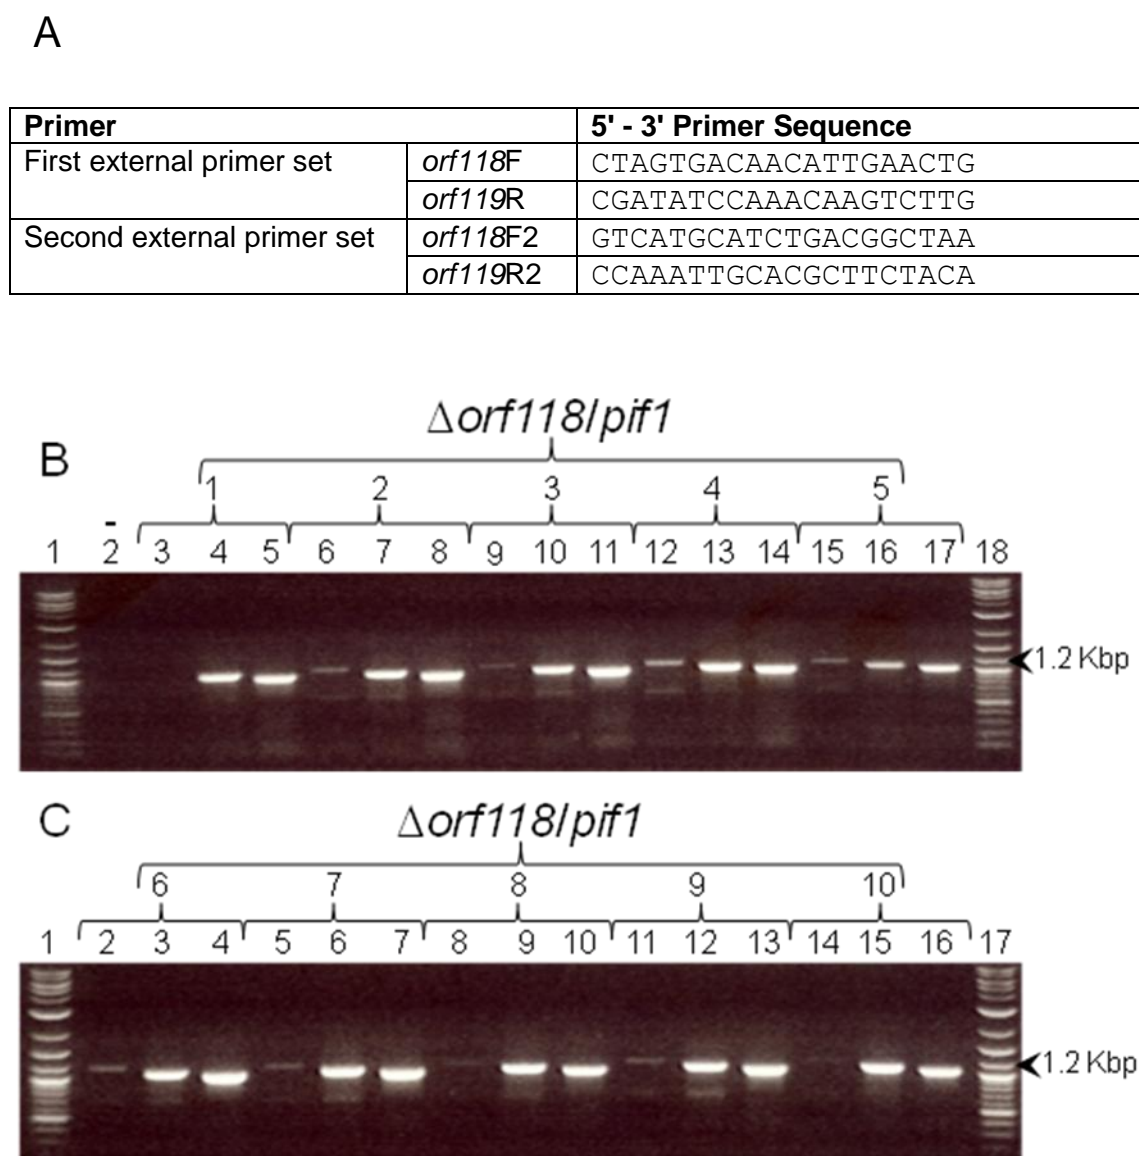 A
Primer 5' - 3' Primer Sequence
First external primer set orf118F CTAGTGACAACATTGAACTG
orf119R CGATATCCAAACAAGTCTTG
Second external primer set orf118F2 GTCATGCATCTGACGGCTAA
orf119R2 CCAAATTGCACGCTTCTACA
Δorf118/pif1
B
1 2 3 4 5
-
1 2 3 4 5 6 7 8 9 10 11 12 13 14 15 16 17 18
1.2 Kbp
C
Δorf118/pif1
6 7 8 9 10
1 2 3 4 5 6 7 8 9 10 11 12 13 14 15 16 17
1.2 Kbp